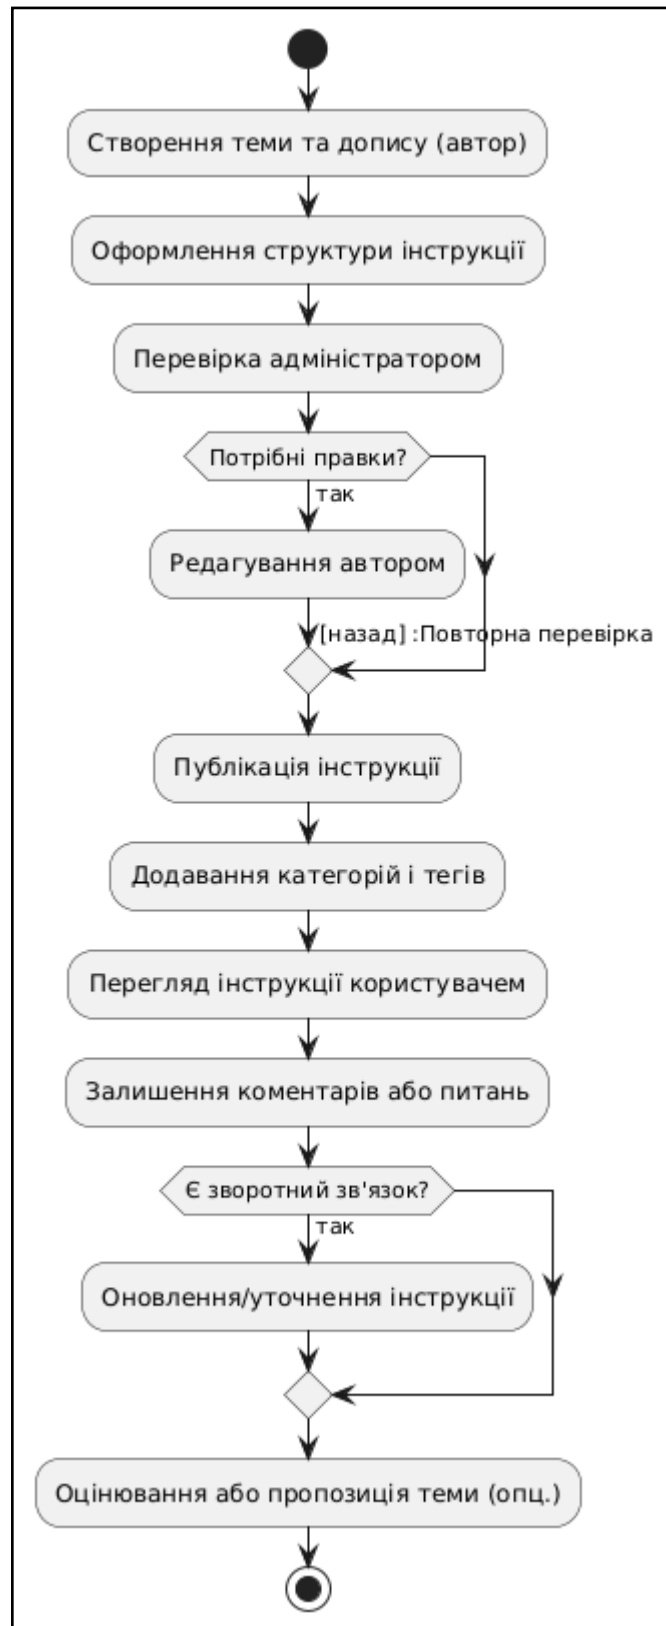 Створення теми та допису (автор)
Оформлення структури інструкції
Перевірка адміністратором
Потрібні правки?
так
Редагування автором
[назад] :Повторна перевірка
Публікація інструкції
Додавання категорій і тегів
Перегляд інструкції користувачем
Залишення коментарів або питань
Є зворотний зв'язок?
так
Оновлення/уточнення інструкції
Оцінювання або пропозиція теми (опц.)